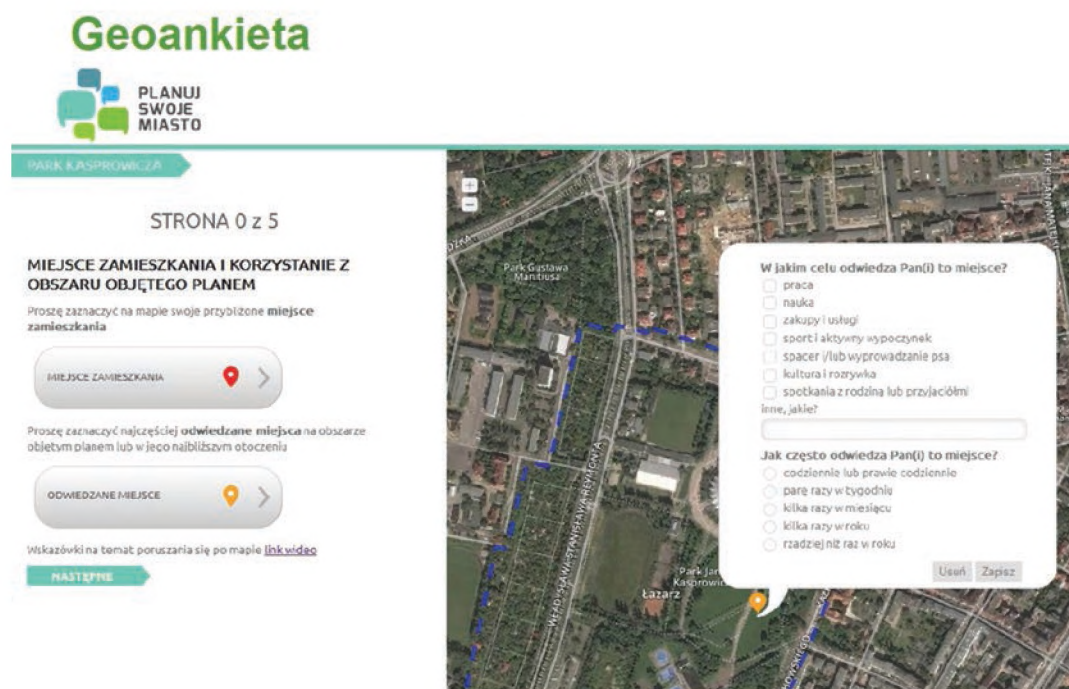 Geoankieta
PLANUJ
SWOJE
MIASTO
PARK KASPROWICZA
STRONA 0 z 5
MIEJSCE ZAMIESZKANIA I KORZYSTANIE Z
OBSZARU OBJĘTEGO PLANEM
Proszę zaznaczyć na mapie swoje przybliżone miejsce
zamieszkania
MIEJSCE ZAMIESZKANIA
Proszę zaznaczyć najczęściej odwiedzane miejsca na obszarze
objętym planem lub w jego najbliższym otoczeniu
ODWIEDZANE MIEJSCE
Wskazówki na temat poruszania się po mapie link wideo
NASTĘPNE
+
−
Park Gustawa
Manitiusa
WŁADYSŁAWA STANISŁAWA REYMONTA
Łazarz
Park
Kasprowic
W jakim celu odwiedza Pan(i) to miejsce?
praca
nauka
zakupy i usługi
sport i aktywny wypoczynek
spacer i/lub wyprowadzanie psa
kultura i rozrywka
spotkania z rodziną lub przyjaciółmi
inne, jakie?
Jak często odwiedza Pan(i) to miejsce?
codziennie lub prawie codziennie
parę razy w tygodniu
kilka razy w miesiącu
kilka razy w roku
rzadziej niż raz w roku
Usuń Zapisz